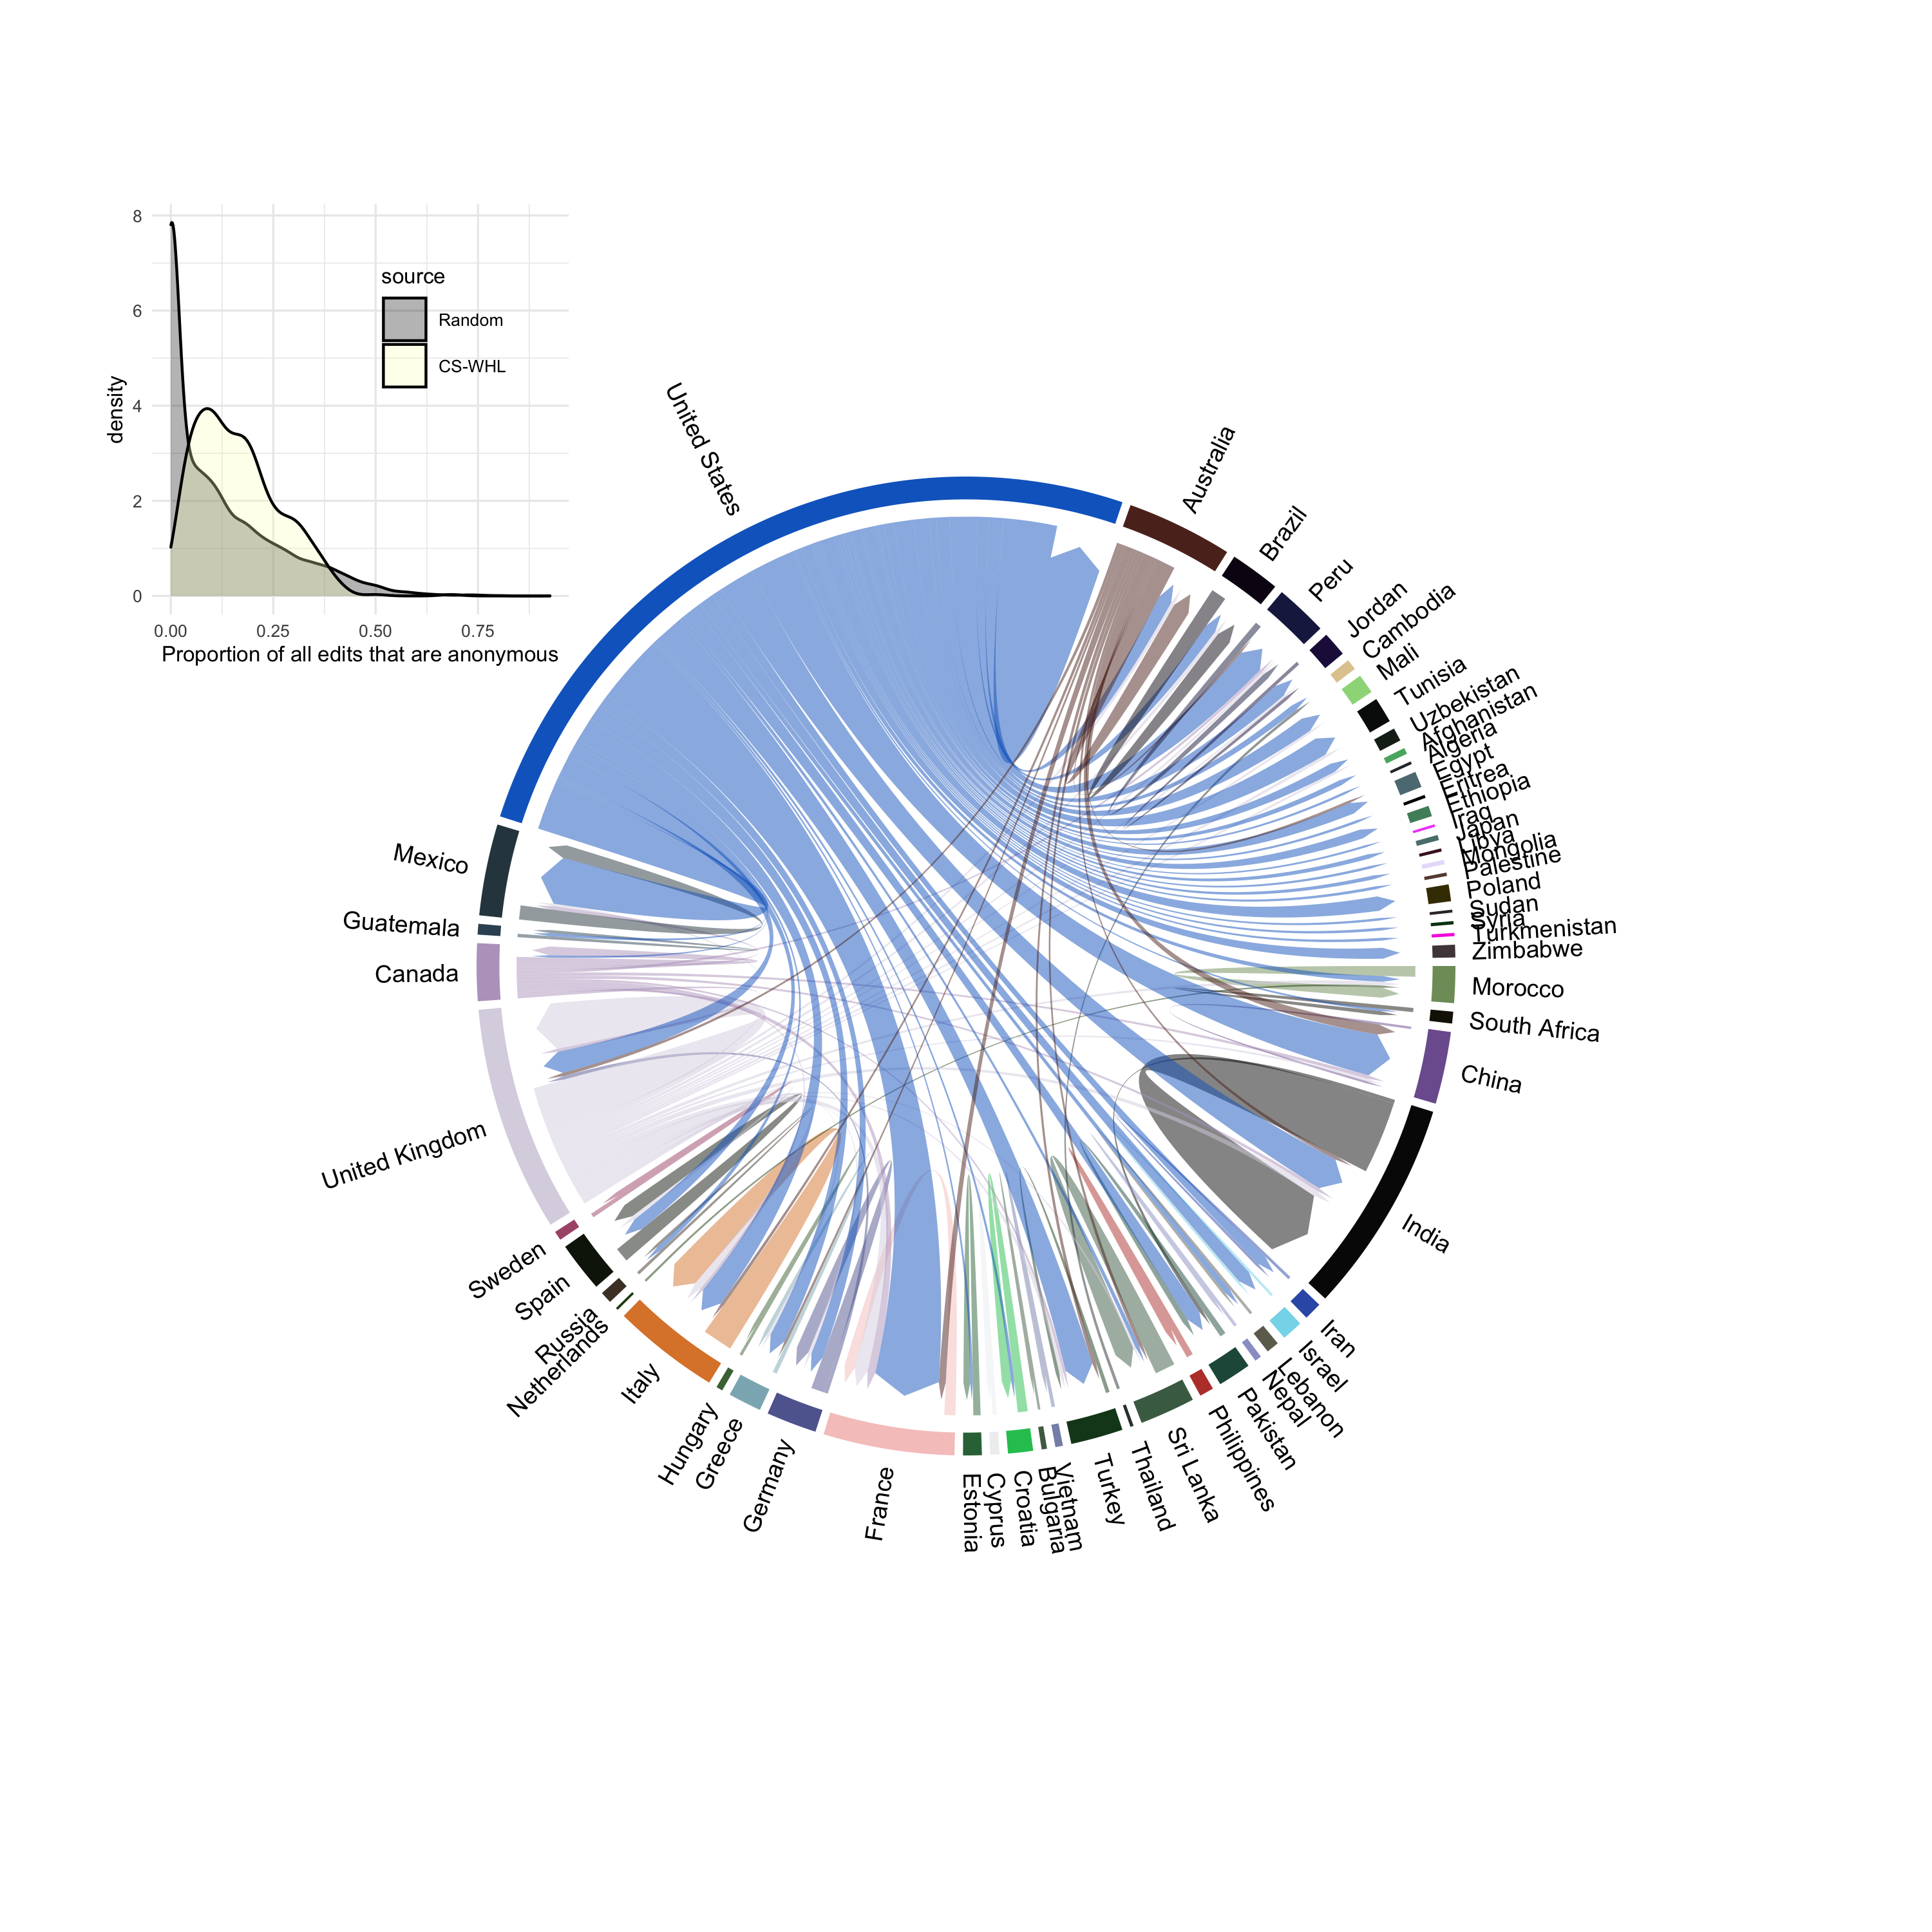 8
6
4
2
0
density
source
Random
CS-WHL
0.00 0.25 0.50 0.75
Proportion of all edits that are anonymous
United States
Australia
Brazil
Peru
Jordan
Cambodia
Mali
Tunisia
Uzbekistan
Afghanistan
Algeria
Egypt
Eritrea
Ethiopia
Iraq
Japan
Libya
Mongolia
Palestine
Poland
Sudan
Syria
Turkmenistan
Zimbabwe
Morocco
South Africa
China
India
Iran
Israel
Lebanon
Nepal
Pakistan
Philippines
Sri Lanka
Thailand
Turkey
Vietnam
Bulgaria
Croatia
Cyprus
Estonia
France
Germany
Greece
Hungary
Italy
Netherlands
Russia
Spain
Sweden
United Kingdom
Canada
Guatemala
Mexico